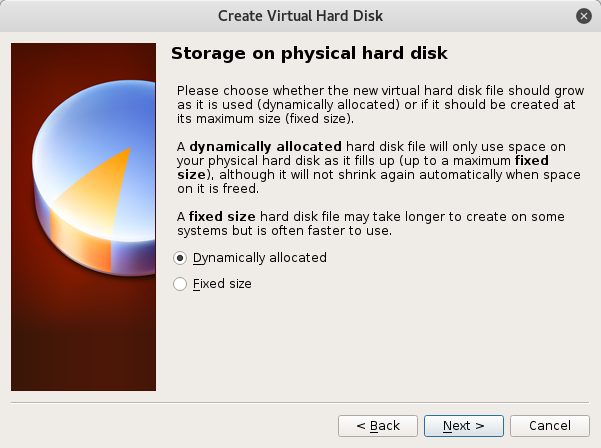 Create Virtual Hard Disk
Storage on physical hard disk
Please choose whether the new virtual hard disk file should grow
as it is used (dynamically allocated) or if it should be created at
its maximum size (fixed size).
A dynamically allocated hard disk file will only use space on
your physical hard disk as it fills up (up to a maximum fixed
size), although it will not shrink again automatically when space
on it is freed.
A fixed size hard disk file may take longer to create on some
systems but is often faster to use.
Dynamically allocated
Fixed size
< Back
Next >
Cancel